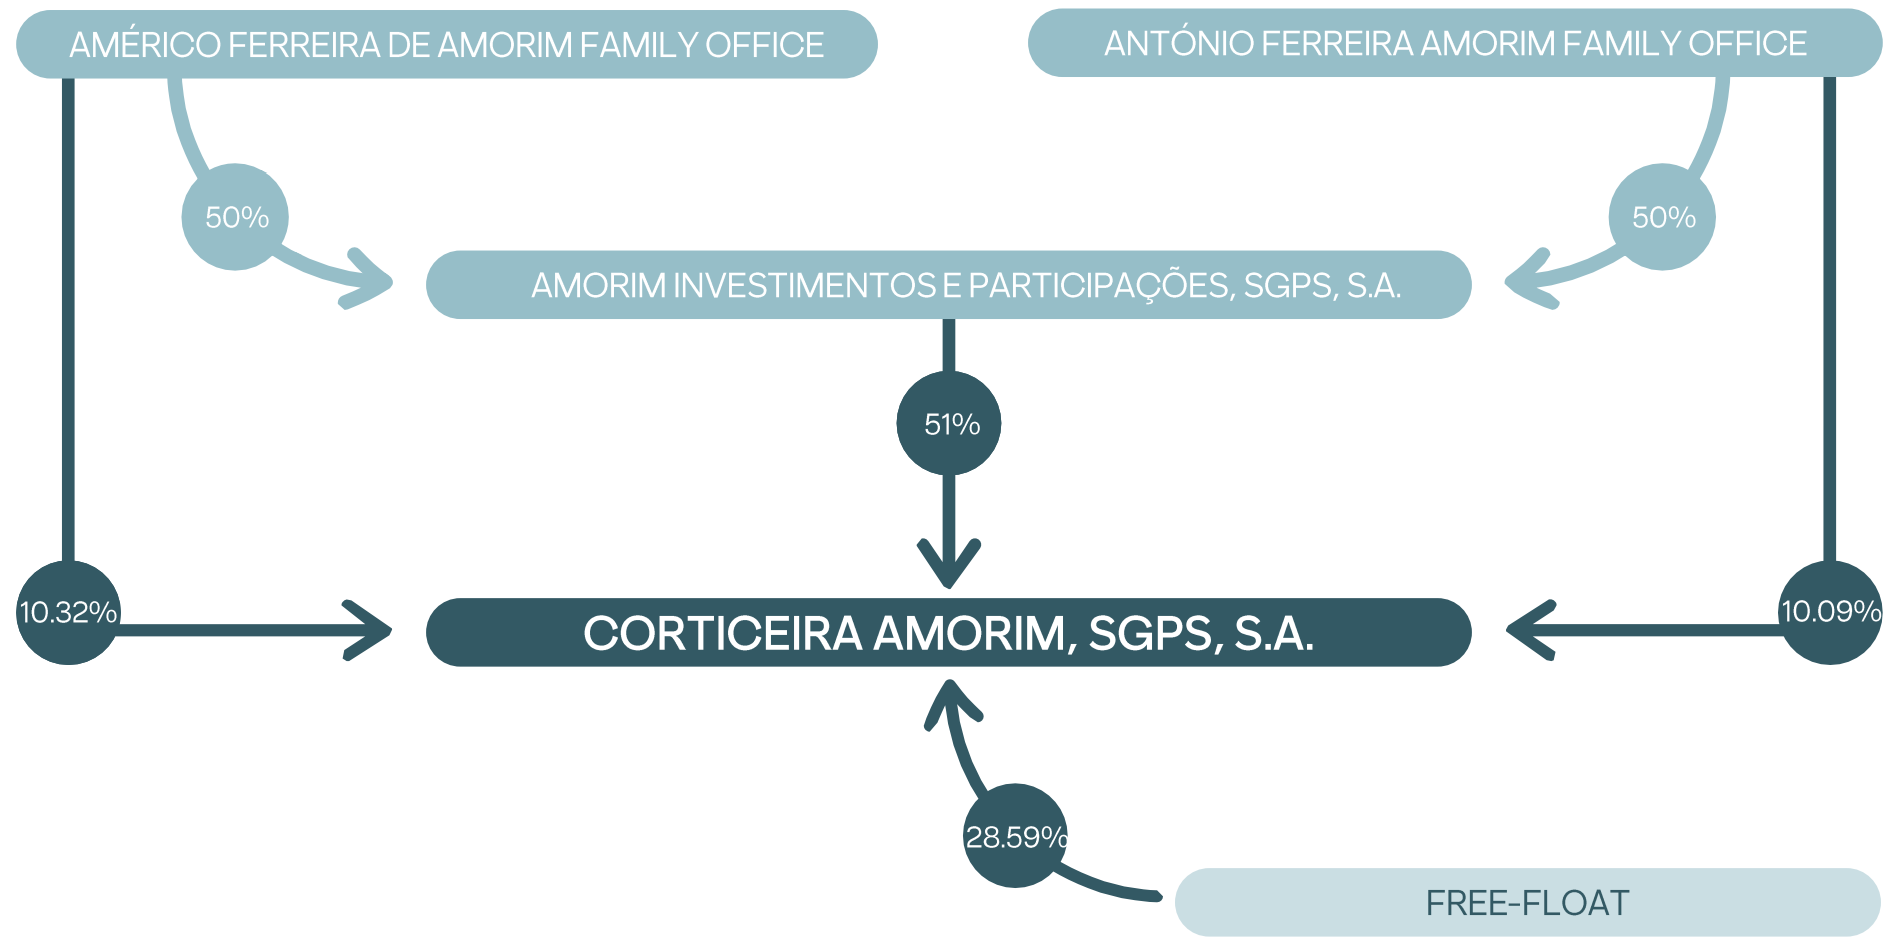 AMÉRICO FERREIRA DE AMORIM FAMILY OFFICE
ANTÓNIO FERREIRA AMORIM FAMILY OFFICE
50%
50%
AMORIM INVESTIMENTOS E PARTICIPAÇÕES, SGPS, S.A.
51%
10.32%
CORTICEIRA AMORIM, SGPS, S.A.
10.09%
28.59%
FREE-FLOAT